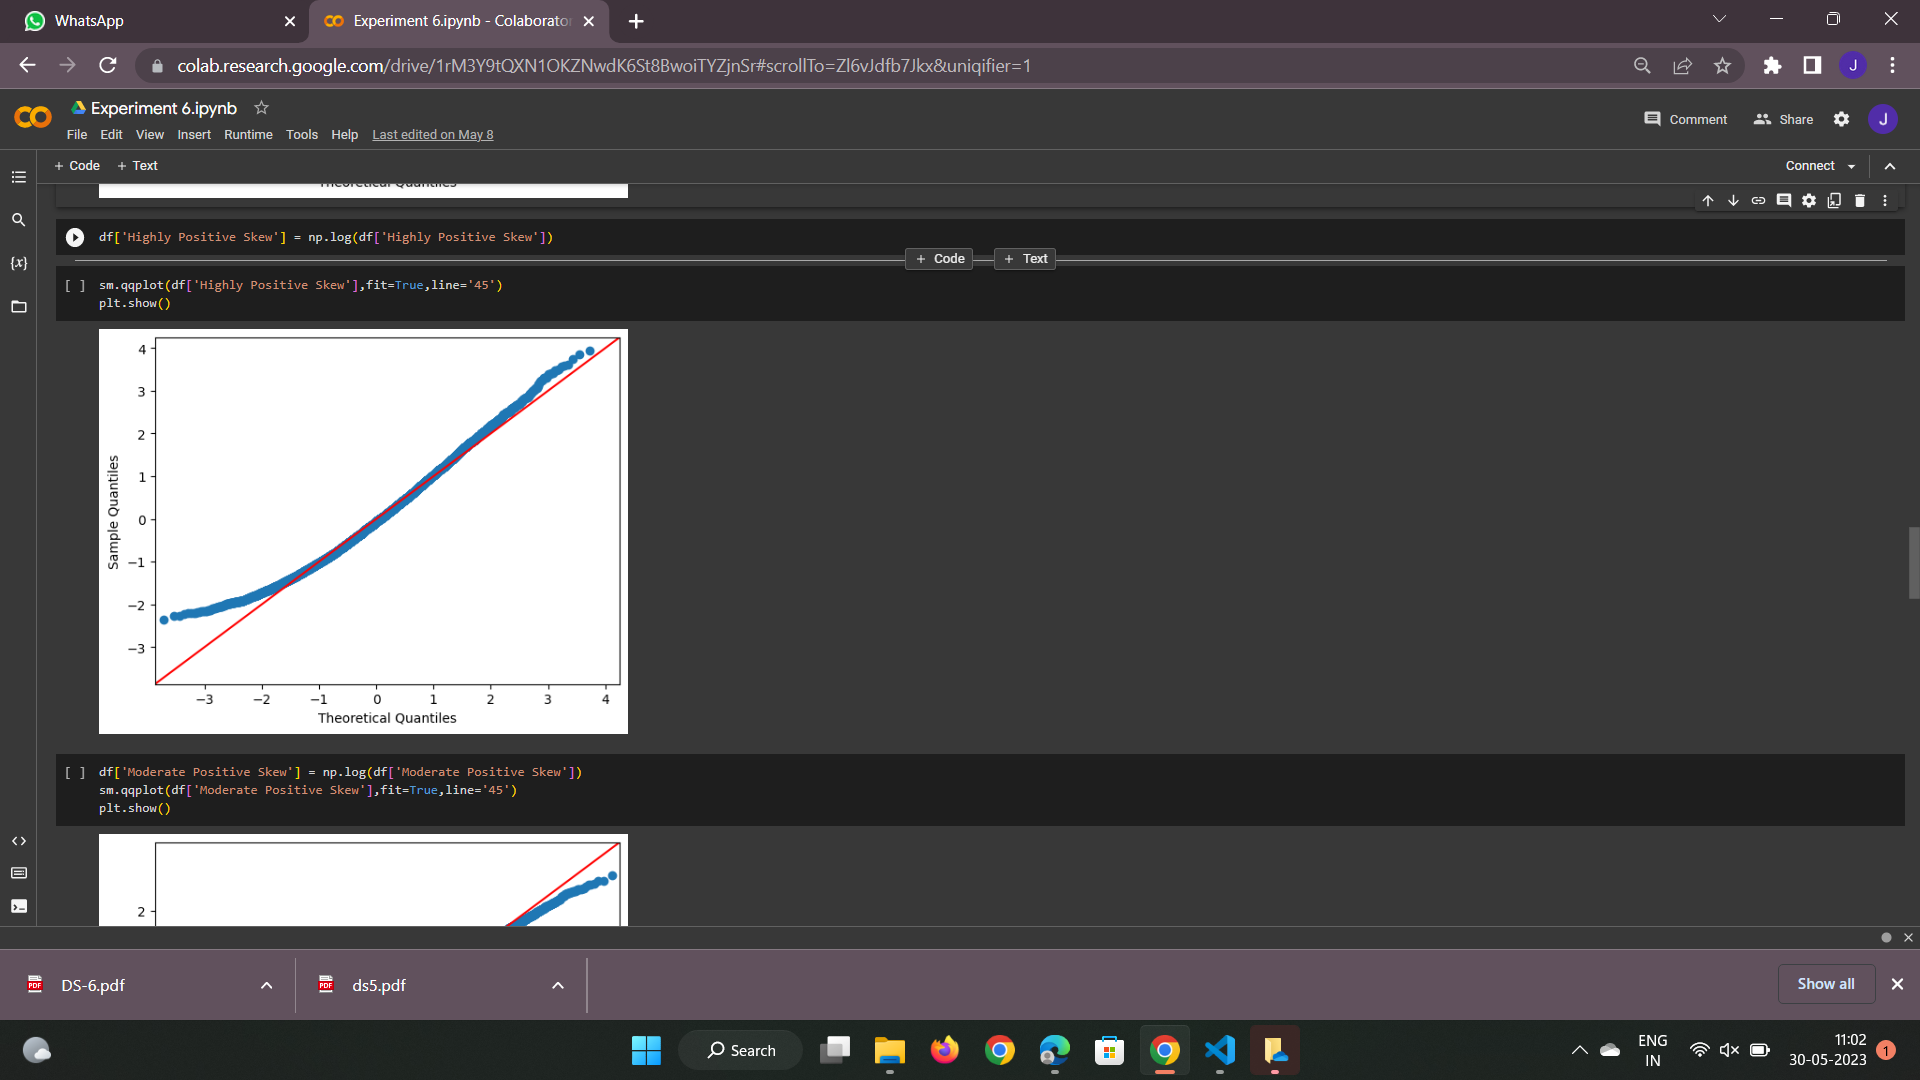 WhatsApp
Experiment 6.ipynb - Colaborator
colab.research.google.com/drive/1rM3Y9tQXN1OKZNwdK6St8BwoiTYZjnSr#scrollTo=Zl6vJdfb7Jkx&uniqifier=1
J
Experiment 6.ipynb
File Edit View Insert Runtime Tools Help Last edited on May 8
Comment Share J
+ Code + Text
Connect
Theoretical Quantiles
{x}
df['Highly Positive Skew'] = np.log(df['Highly Positive Skew'])
+ Code + Text
[ ] sm.qqplot(df['Highly Positive Skew'],fit=True,line='45')
plt.show()
4
3
2
1
0
−1
−2
−3
Sample Quantiles
−3 −2 −1 0 1 2 3 4
Theoretical Quantiles
[ ] df['Moderate Positive Skew'] = np.log(df['Moderate Positive Skew'])
sm.qqplot(df['Moderate Positive Skew'],fit=True,line='45')
plt.show()
2
PDF DS-6.pdf
PDF ds5.pdf
Show all
Search
ENG
IN
11:02
30-05-2023
1